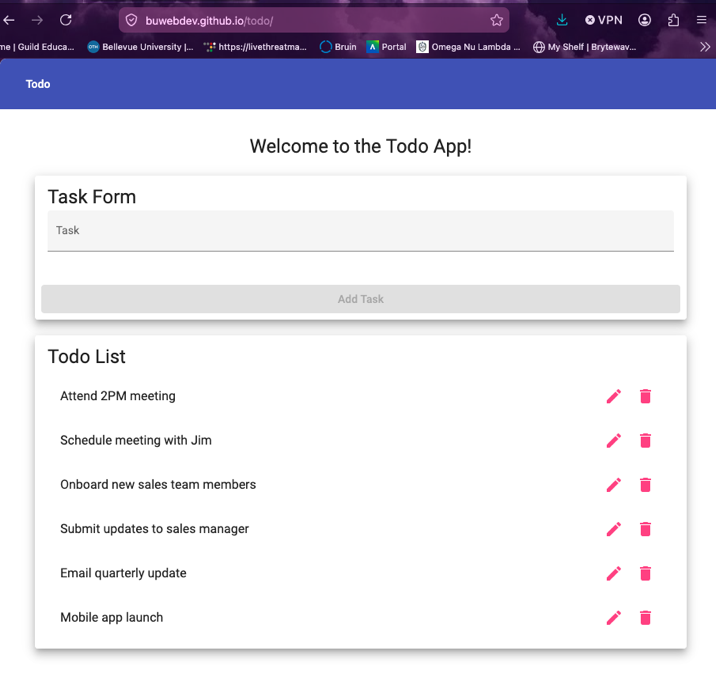 buwebdev.github.io/todo/
VPN
me | Guild Educa...
OTH Bellevue University |...
https://livethreatma...
Bruin
Portal
Omega Nu Lambda ...
My Shelf | Brytewav...
Todo
Welcome to the Todo App!
Task Form
Task
Add Task
Todo List
Attend 2PM meeting
Schedule meeting with Jim
Onboard new sales team members
Submit updates to sales manager
Email quarterly update
Mobile app launch